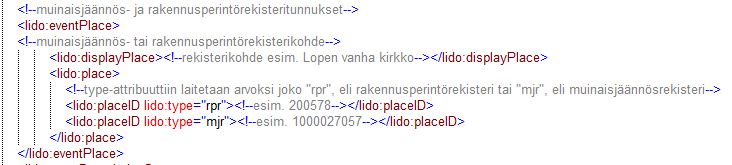 <!--muinaisjäännös- ja rakennusperintörekisteritunnukset-->
<lido:eventPlace>
<!--muinaisjäännös- tai rakennusperintörekisterikohde-->
<lido:displayPlace><!--rekisterikohde esim. Lopen vanha kirkko--></lido:displayPlace>
<lido:place>
<!--type-attribuuttiin laitetaan arvoksi joko "rpr", eli rakennusperintörekisteri tai "mjr", eli muinaisjäännösrekisteri-->
<lido:placeID lido:type="rpr"><!--esim. 200578--></lido:placeID>
<lido:placeID lido:type="mjr"><!--esim. 1000027057--></lido:placeID>
</lido:place>
</lido:eventPlace>